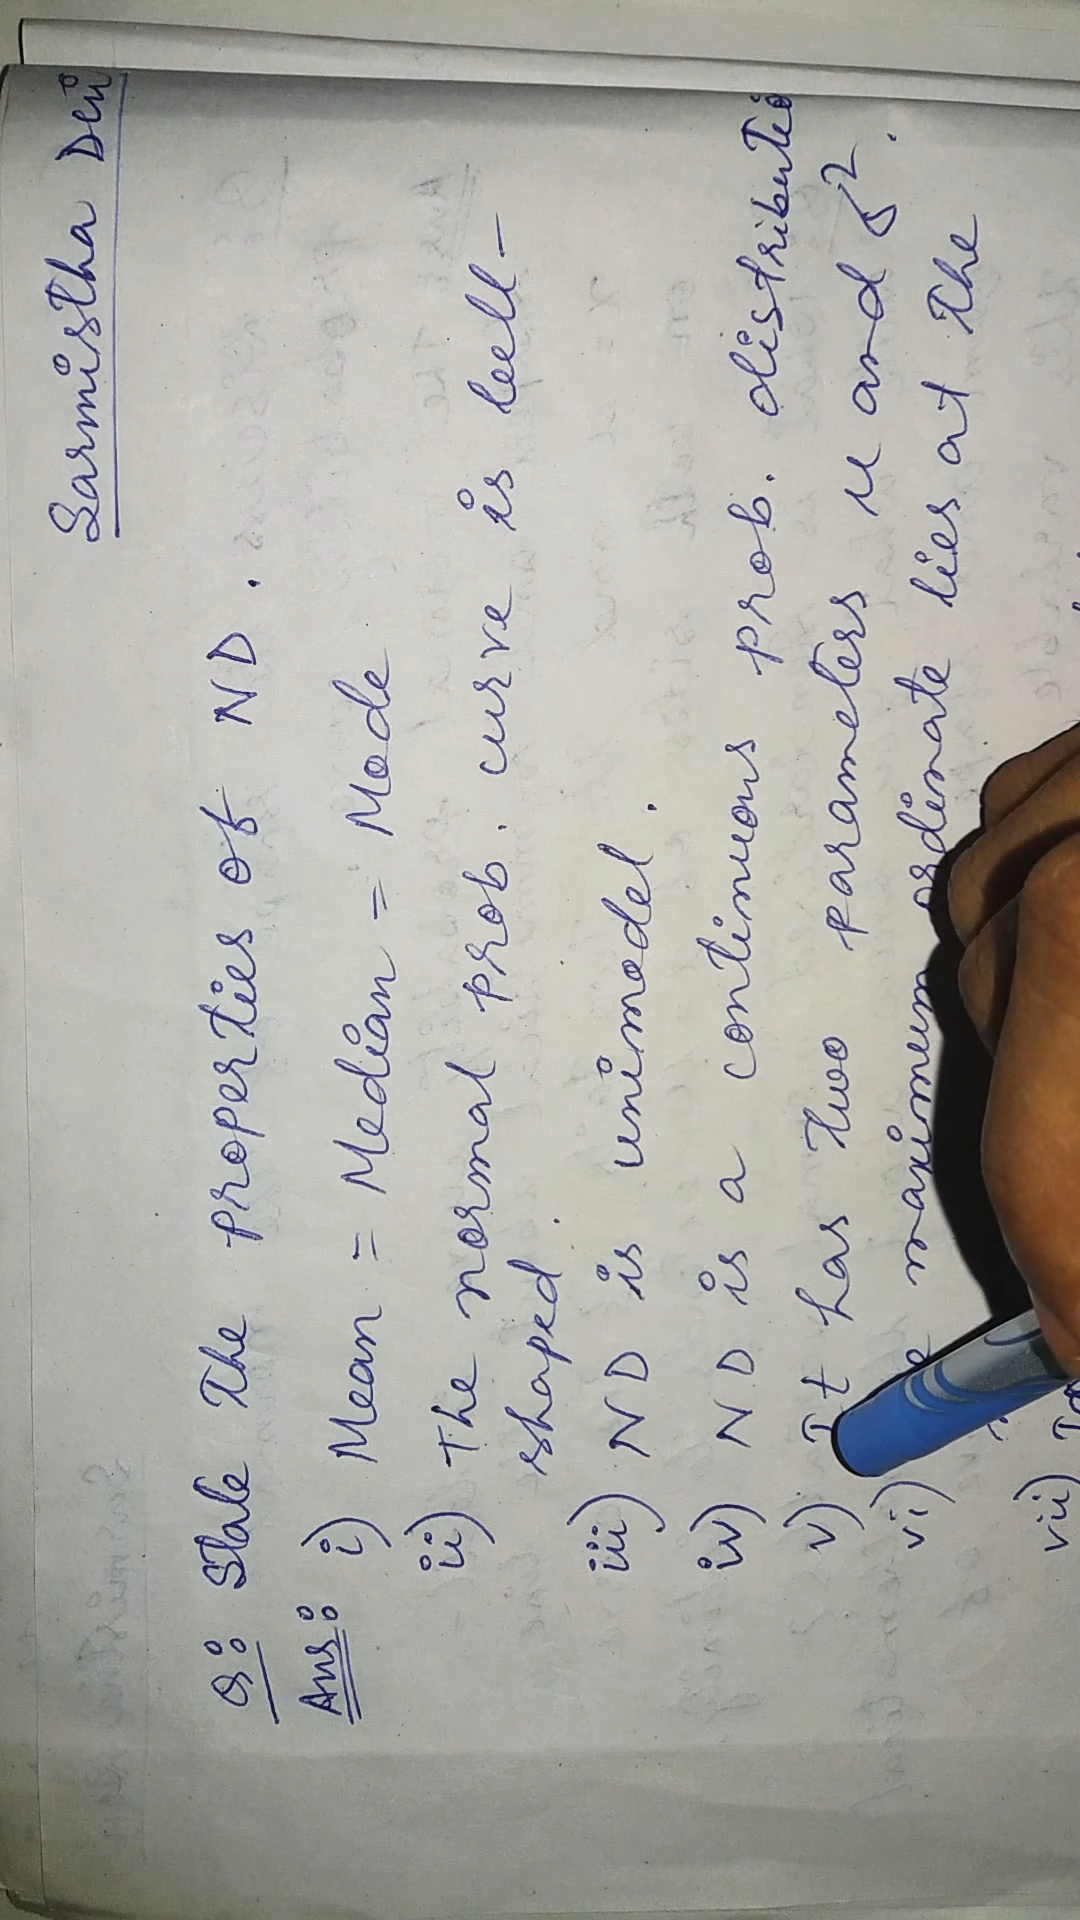 Sarmistha Devi
Q: State the properties of ND.
Ans: i) Mean = Median = Mode
ii) The normal prob. curve is bell-
shaped.
iii) ND is unimodel.
iv) ND is a continuous prob. distributio
v) It has two parameters μ and σ².
vi) maximum ordinate lies at the
vii)